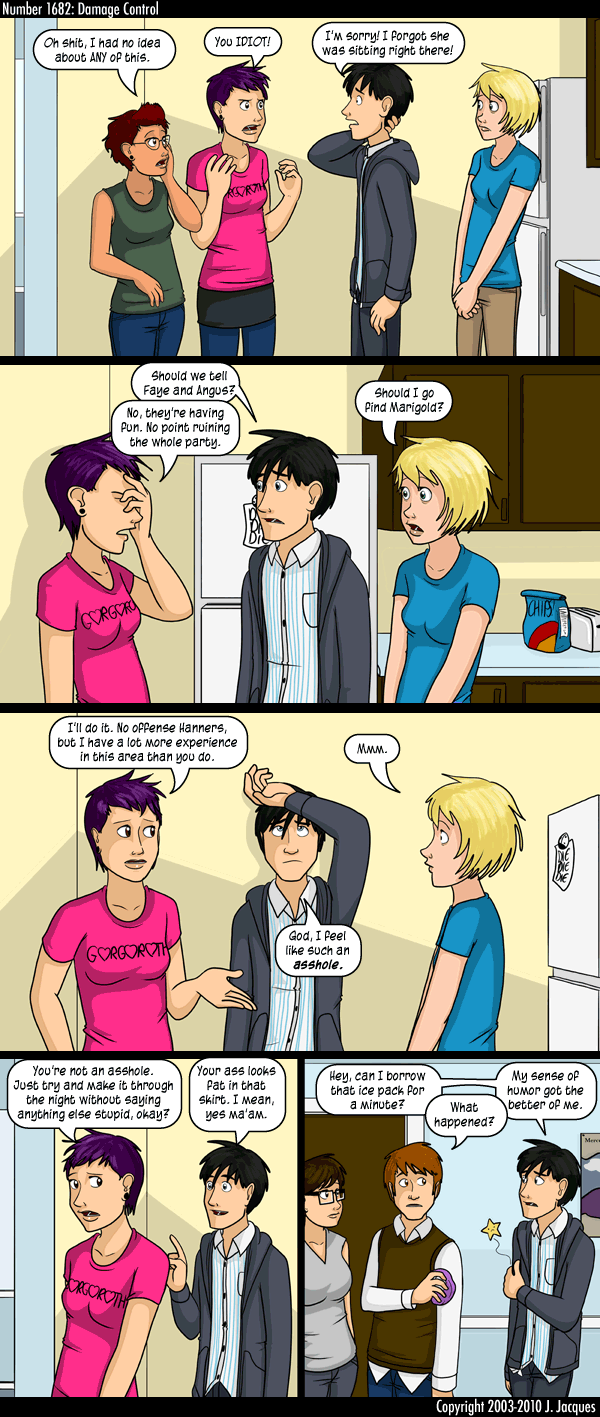 Number 1682: Damage Control
Oh shit, I had no idea
about ANY of this.
You IDIOT!
I'm sorry! I forgot she
was sitting right there!
GORGOROTH
Should we tell
Faye and Angus?
No, they're having
fun. No point ruining
the whole party.
Should I go
find Marigold?
GORGORO
CHIPS
I'll do it. No offense Hanners,
but I have a lot more experience
in this area than you do.
Mmm.
God, I feel
like such an
asshole.
GORGOROTH
DIE
DIE
DIE
You're not an asshole.
Just try and make it through
the night without saying
anything else stupid, okay?
Your ass looks
fat in that
skirt. I mean,
yes ma'am.
GORGOROTH
Hey, can I borrow
that ice pack for
a minute?
What
happened?
My sense of
humor got the
better of me.
Merc
Copyright 2003-2010 J. Jacques